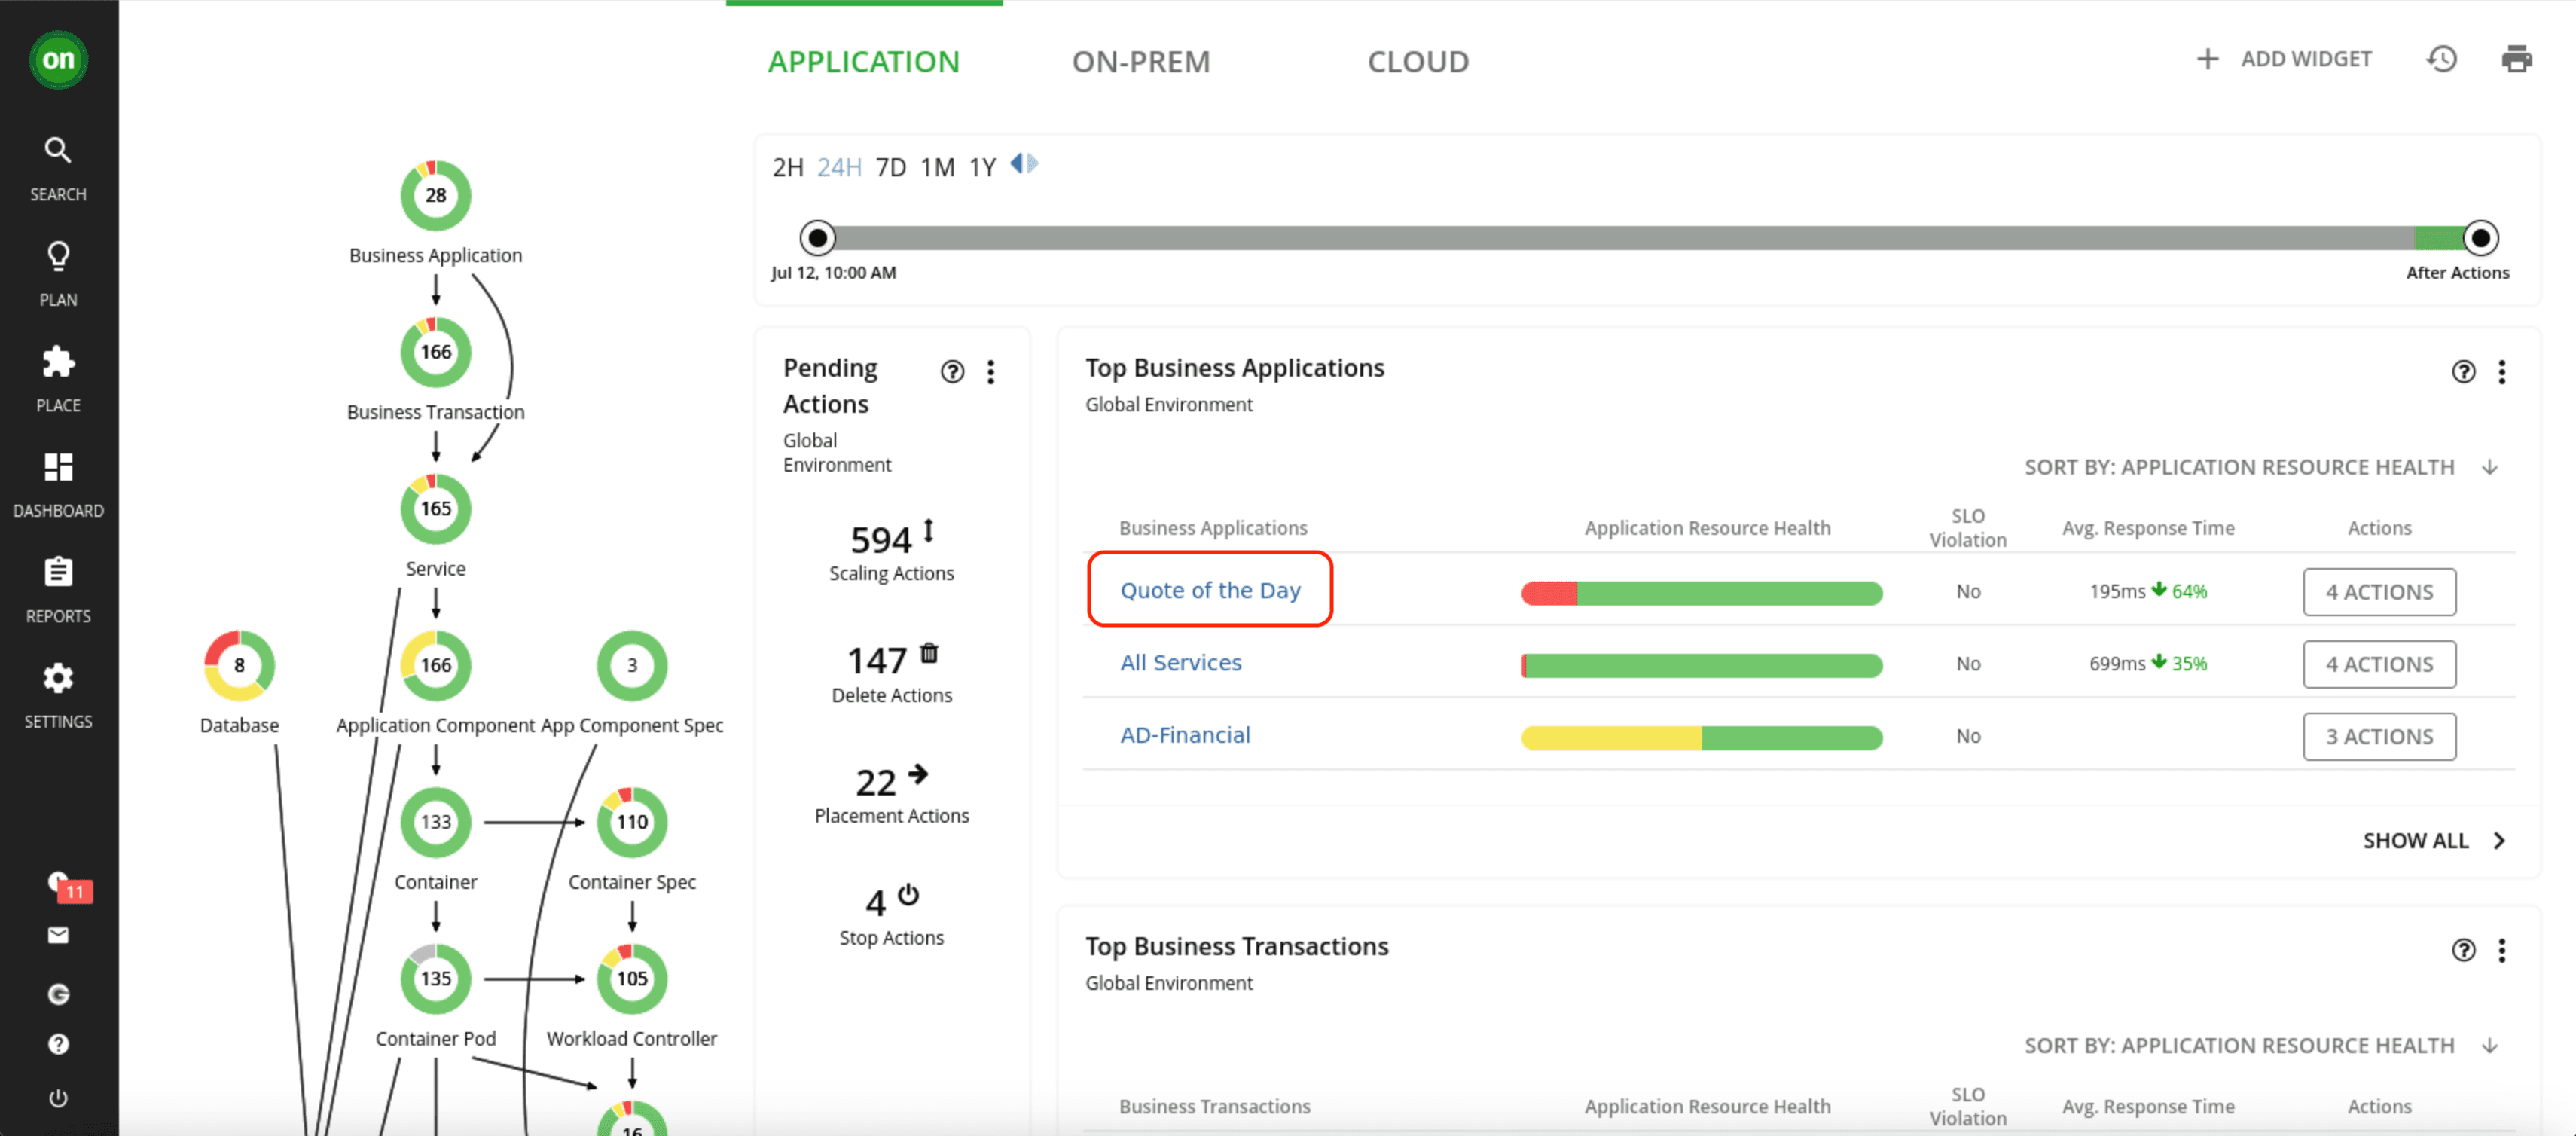 on
SEARCH
PLAN
PLACE
DASHBOARD
REPORTS
SETTINGS
11
APPLICATION
ON-PREM
CLOUD
ADD WIDGET
28
Business Application
166
Business Transaction
165
Service
8
Database
166
Application Component
3
App Component Spec
133
Container
110
Container Spec
135
Container Pod
105
Workload Controller
16
2H 24H 7D 1M 1Y
Jul 12, 10:00 AM
After Actions
Pending
Actions
Global
Environment
594
Scaling Actions
147
Delete Actions
22
Placement Actions
4
Stop Actions
Top Business Applications
Global Environment
SORT BY: APPLICATION RESOURCE HEALTH
Business Applications
Application Resource Health
SLO
Violation
Avg. Response Time
Actions
Quote of the Day
No
195ms 64%
4 ACTIONS
All Services
No
699ms 35%
4 ACTIONS
AD-Financial
No
3 ACTIONS
SHOW ALL
Top Business Transactions
Global Environment
SORT BY: APPLICATION RESOURCE HEALTH
Business Transactions
Application Resource Health
SLO
Violation
Avg. Response Time
Actions